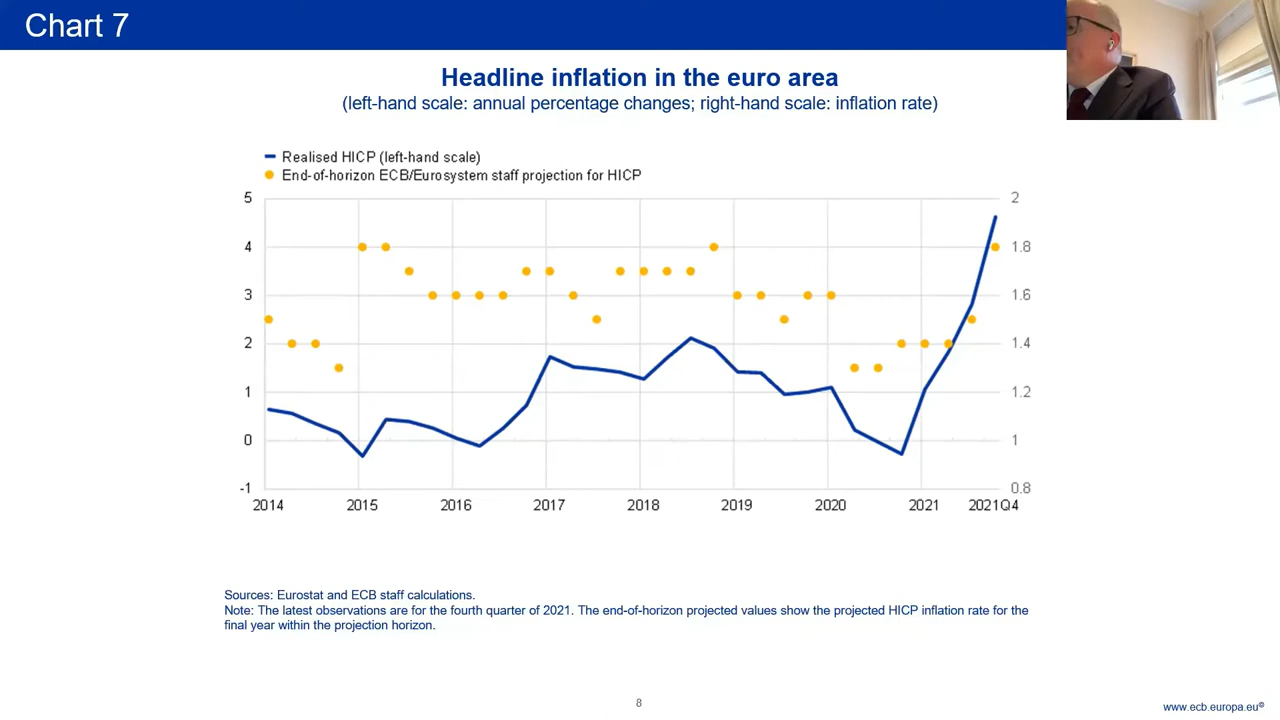 Chart 7
Headline inflation in the euro area
(left-hand scale: annual percentage changes; right-hand scale: inflation rate)
Realised HICP (left-hand scale)
End-of-horizon ECB/Eurosystem staff projection for HICP
5
2
4
1.8
3
1.6
2
1.4
1
1.2
0
1
-1
0.8
2014
2015
2016
2017
2018
2019
2020
2021
2021Q4
Sources: Eurostat and ECB staff calculations.
Note: The latest observations are for the fourth quarter of 2021. The end-of-horizon projected values show the projected HICP inflation rate for the
final year within the projection horizon.
8
www.ecb.europa.eu©